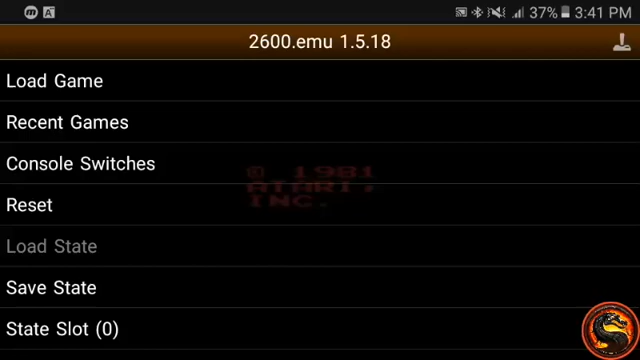 37% 3:41 PM
2600.emu 1.5.18
Load Game
Recent Games
Console Switches
© 1981
ATARI,
INC.
Reset
Load State
Save State
State Slot (0)